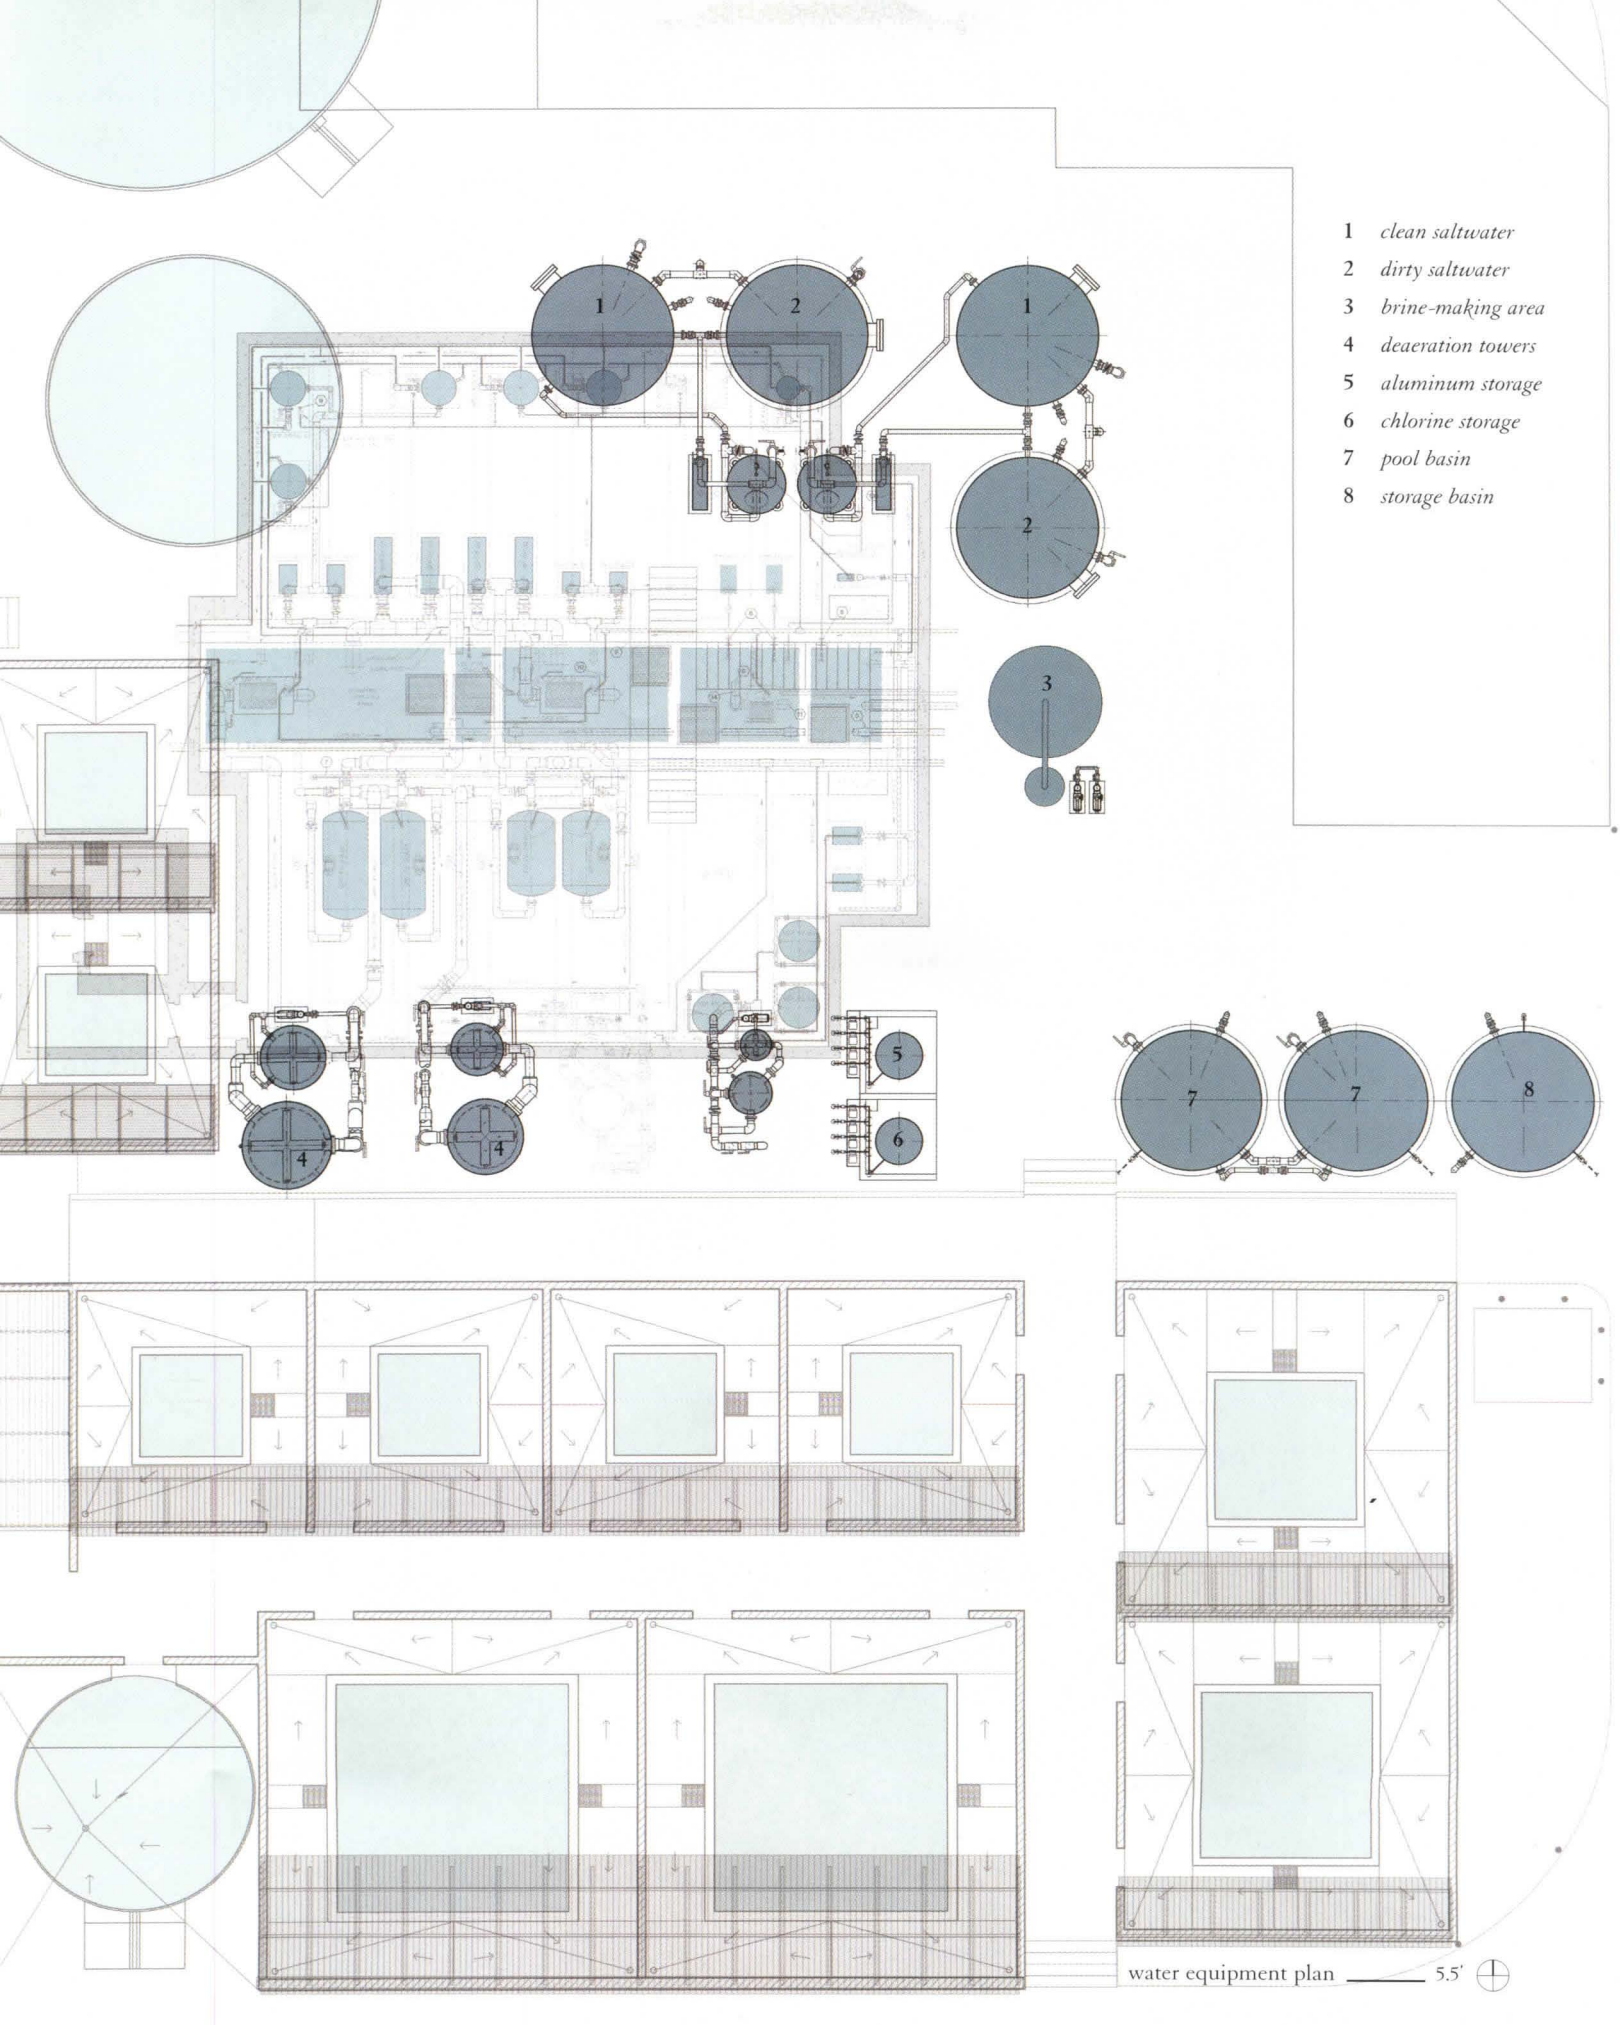 1 clean saltwater
2 dirty saltwater
3 brine-making area
4 deaeration towers
5 aluminum storage
6 chlorine storage
7 pool basin
8 storage basin
1
2
1
2
3
5
6
7
7
8
4
4
water equipment plan 5.5'